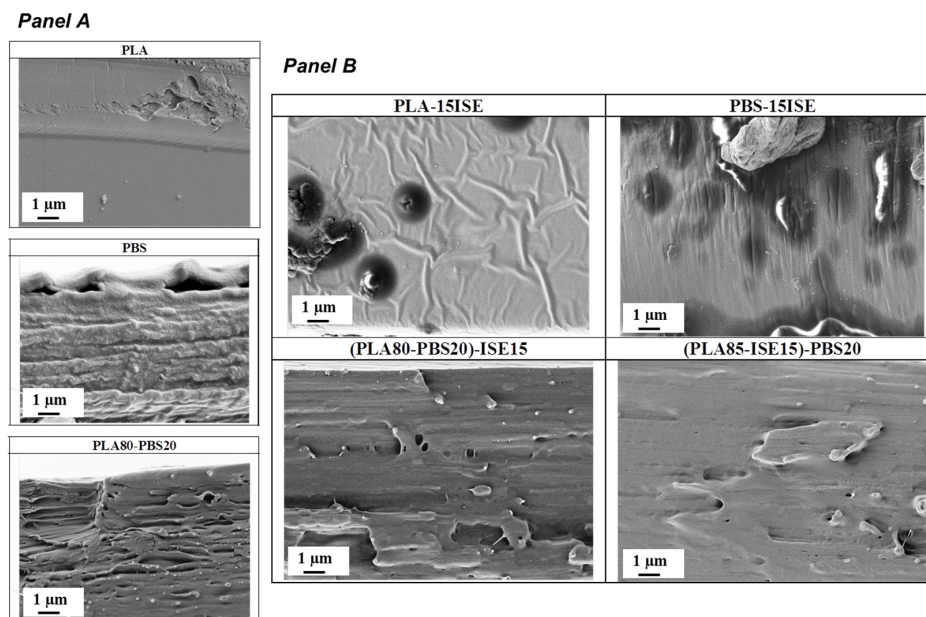 Panel A
PLA
1 μm
PBS
1 μm
PLA80-PBS20
1 μm
Panel B
PLA-15ISE
PBS-15ISE
1 μm
1 μm
(PLA80-PBS20)-ISE15
(PLA85-ISE15)-PBS20
1 μm
1 μm